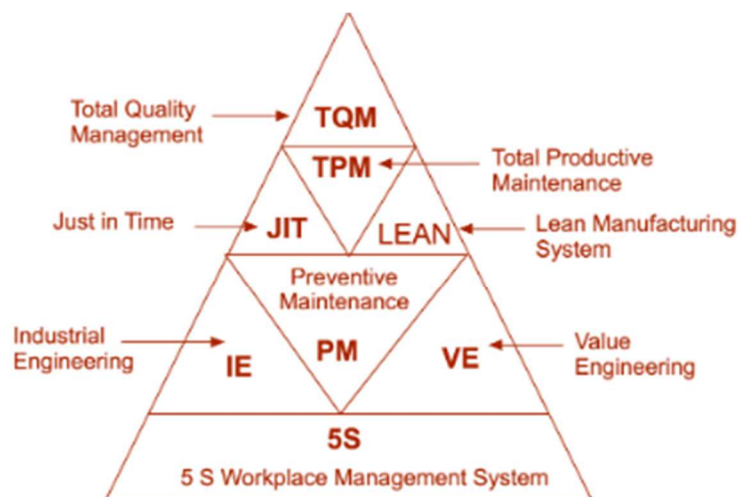 Total Quality
Management
TQM
TPM
Total Productive
Maintenance
Just in Time
JIT
LEAN
Lean Manufacturing
System
Preventive
Maintenance
Industrial
Engineering
IE
PM
VE
Value
Engineering
5S
5 S Workplace Management System